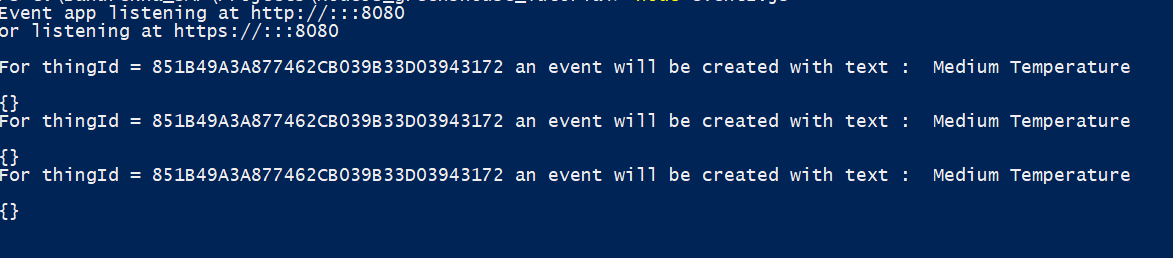 Event app listening at http://:::8080
or listening at https://:::8080
For thingId = 851B49A3A877462CB039B33D03943172 an event will be created with text :  Medium Temperature
{}
For thingId = 851B49A3A877462CB039B33D03943172 an event will be created with text :  Medium Temperature
{}
For thingId = 851B49A3A877462CB039B33D03943172 an event will be created with text :  Medium Temperature
{}